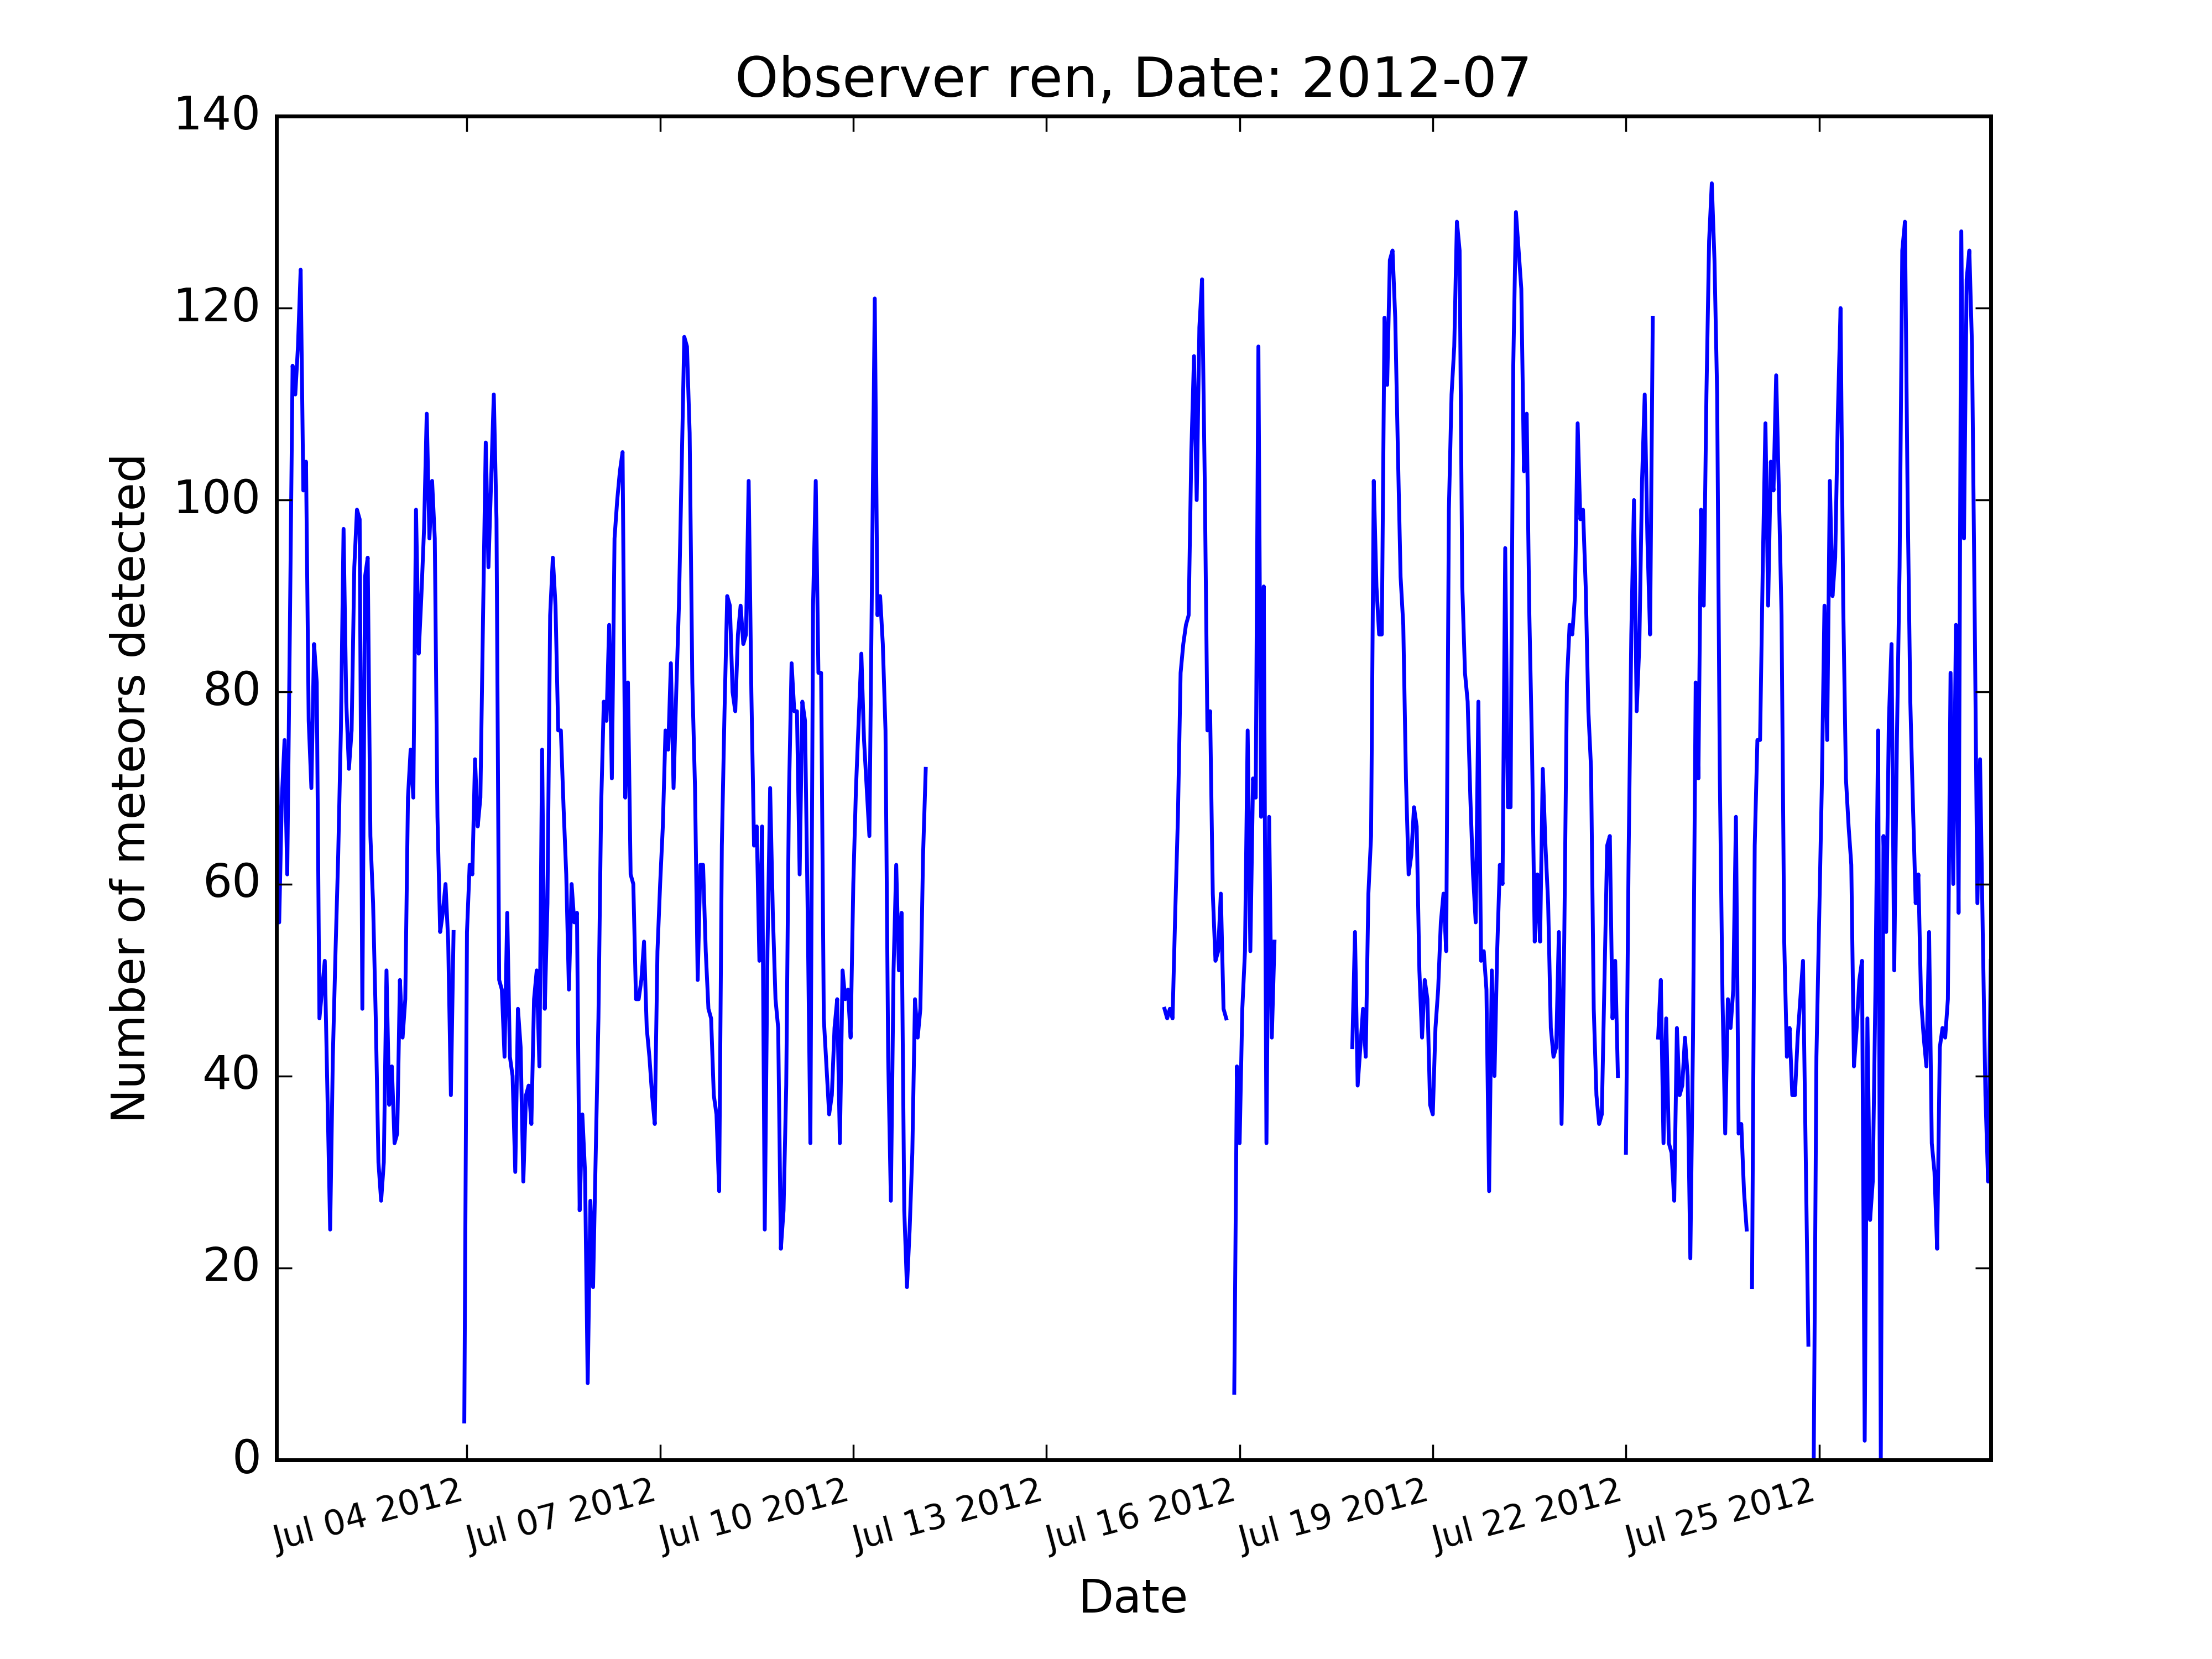 Observer ren, Date: 2012-07
Number of meteors detected
140
120
100
80
60
40
20
0
Jul 04 2012
Jul 07 2012
Jul 10 2012
Jul 13 2012
Jul 16 2012
Jul 19 2012
Jul 22 2012
Jul 25 2012
Date